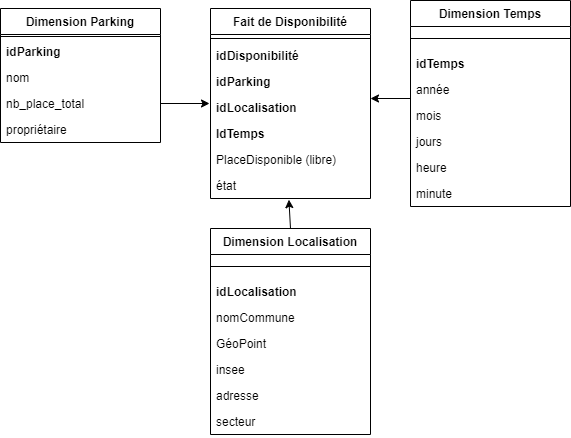 Dimension Parking
idParking
nom
nb_place_total
propriétaire
Fait de Disponibilité
idDisponibilité
idParking
idLocalisation
IdTemps
PlaceDisponible (libre)
état
Dimension Temps
idTemps
année
mois
jours
heure
minute
Dimension Localisation
idLocalisation
nomCommune
GéoPoint
insee
adresse
secteur